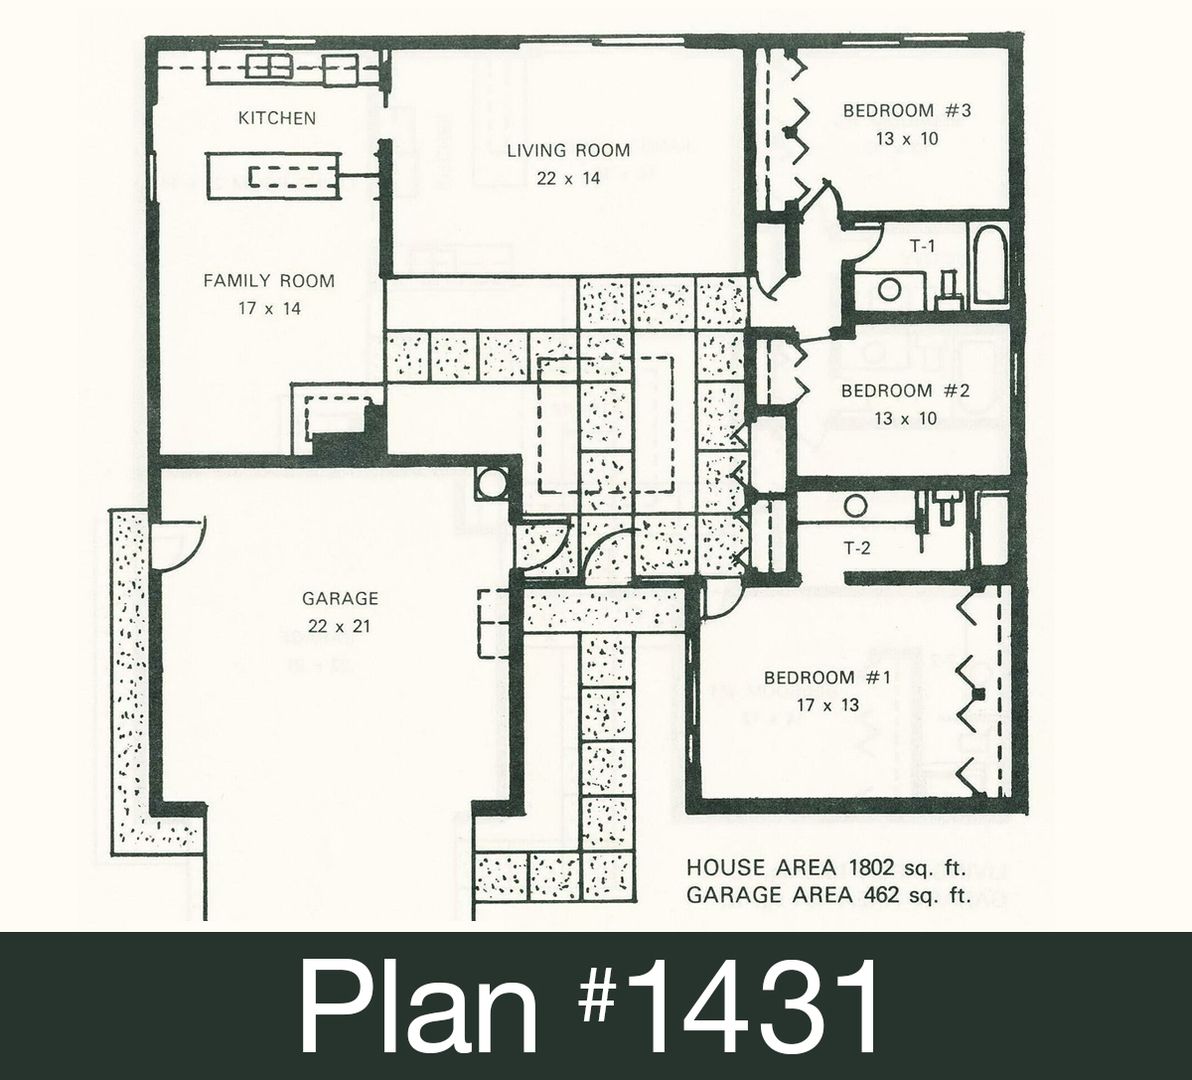 KITCHEN
LIVING ROOM
22 x 14
BEDROOM #3
13 x 10
T-1
FAMILY ROOM
17 x 14
BEDROOM #2
13 x 10
T-2
GARAGE
22 x 21
BEDROOM #1
17 x 13
HOUSE AREA 1802 sq. ft.
GARAGE AREA 462 sq. ft.
Plan #1431